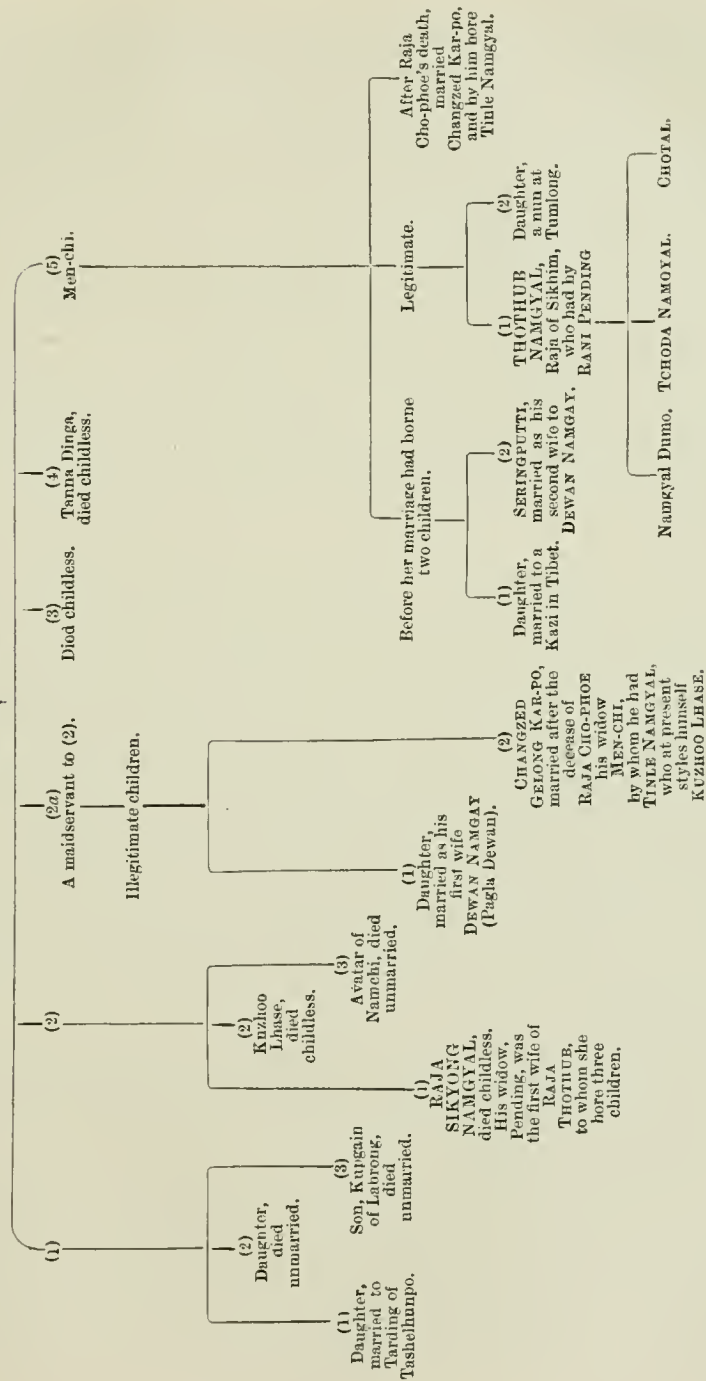 (1)
(2)
(2a)
A maidservant to (2).
(3)
Died childless.
(4)
Tanna Dinga,
died childless.
(5)
Men-chi.
(1)
Daughter,
married to
Tarding of
Tashelhunpo.
(2)
Daughter,
died
unmarried.
(3)
Son, Kupgain
of Labrong,
died
unmarried.
(1)
RAJA
SIKYONG
NAMGYAL,
died childless.
His widow,
Pending, was
the first wife of
RAJA
THOTHUB,
to whom she
bore three
children.
(2)
Kuzhoo
Lhase,
died
childless.
(3)
Avatar of
Namchi, died
unmarried.
Illegitimate children.
(1)
Daughter,
married as his
first wife
DEWAN NAMGAY
(Pagla Dewan).
(2)
CHANGZED
GELONG KAR-PO,
married after the
decease of
RAJA CHO-PHOE
his widow
MEN-CHI,
by whom he had
TINLE NAMGYAL,
who at present
styles himself
KUZHOO LHASE.
Before her marriage had borne
two children.
(1)
Daughter,
married to a
Kazi in Tibet.
(2)
SERINGPUTTI,
married as his
second wife to
DEWAN NAMGAY.
Legitimate.
(1)
THOTHUB
NAMGYAL,
Raja of Sikhim,
who had by
RANI PENDING
(2)
Daughter,
a nun at
Tumlong.
Namgyal Dumo.
TCHODA NAMGYAL.
CHOTAL.
After Raja
Cho-phoe's death,
married
Changzed Kar-po,
and by him bore
Tinle Namgyal.